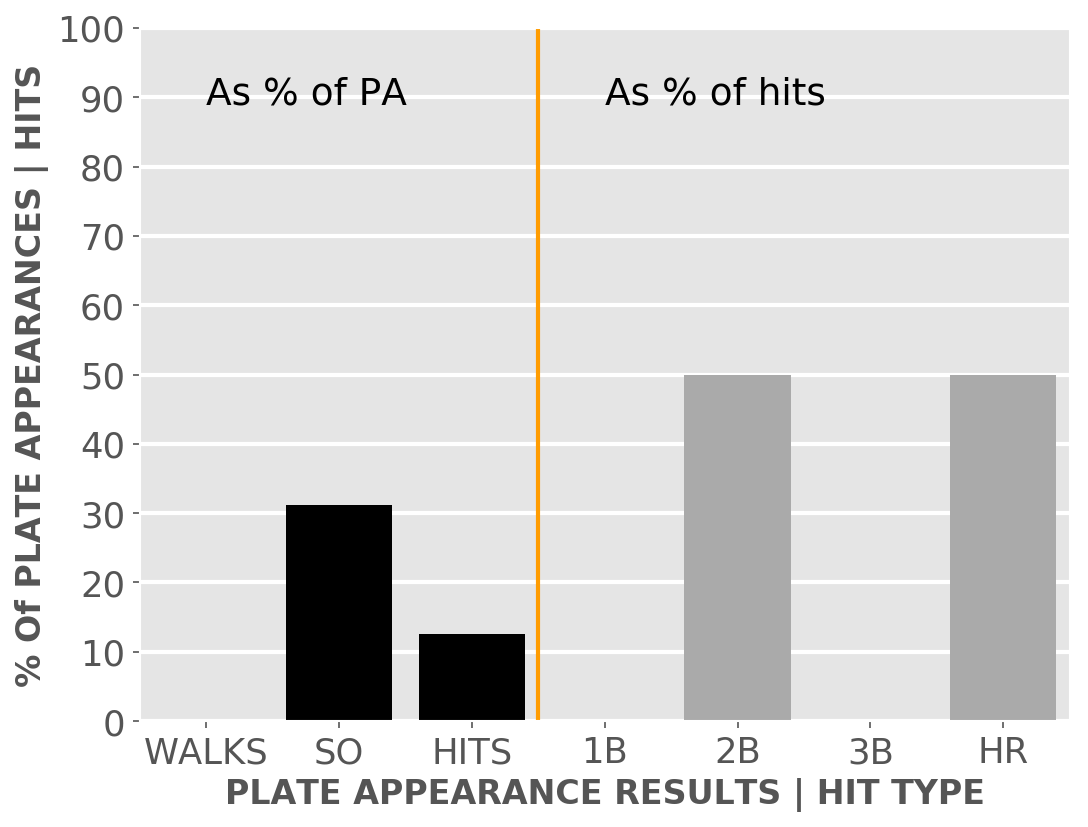 % Of PLATE APPEARANCES | HITS
100
90
80
70
60
50
40
30
20
10
0
As % of PA
As % of hits
WALKS SO HITS 1B 2B 3B HR
PLATE APPEARANCE RESULTS | HIT TYPE